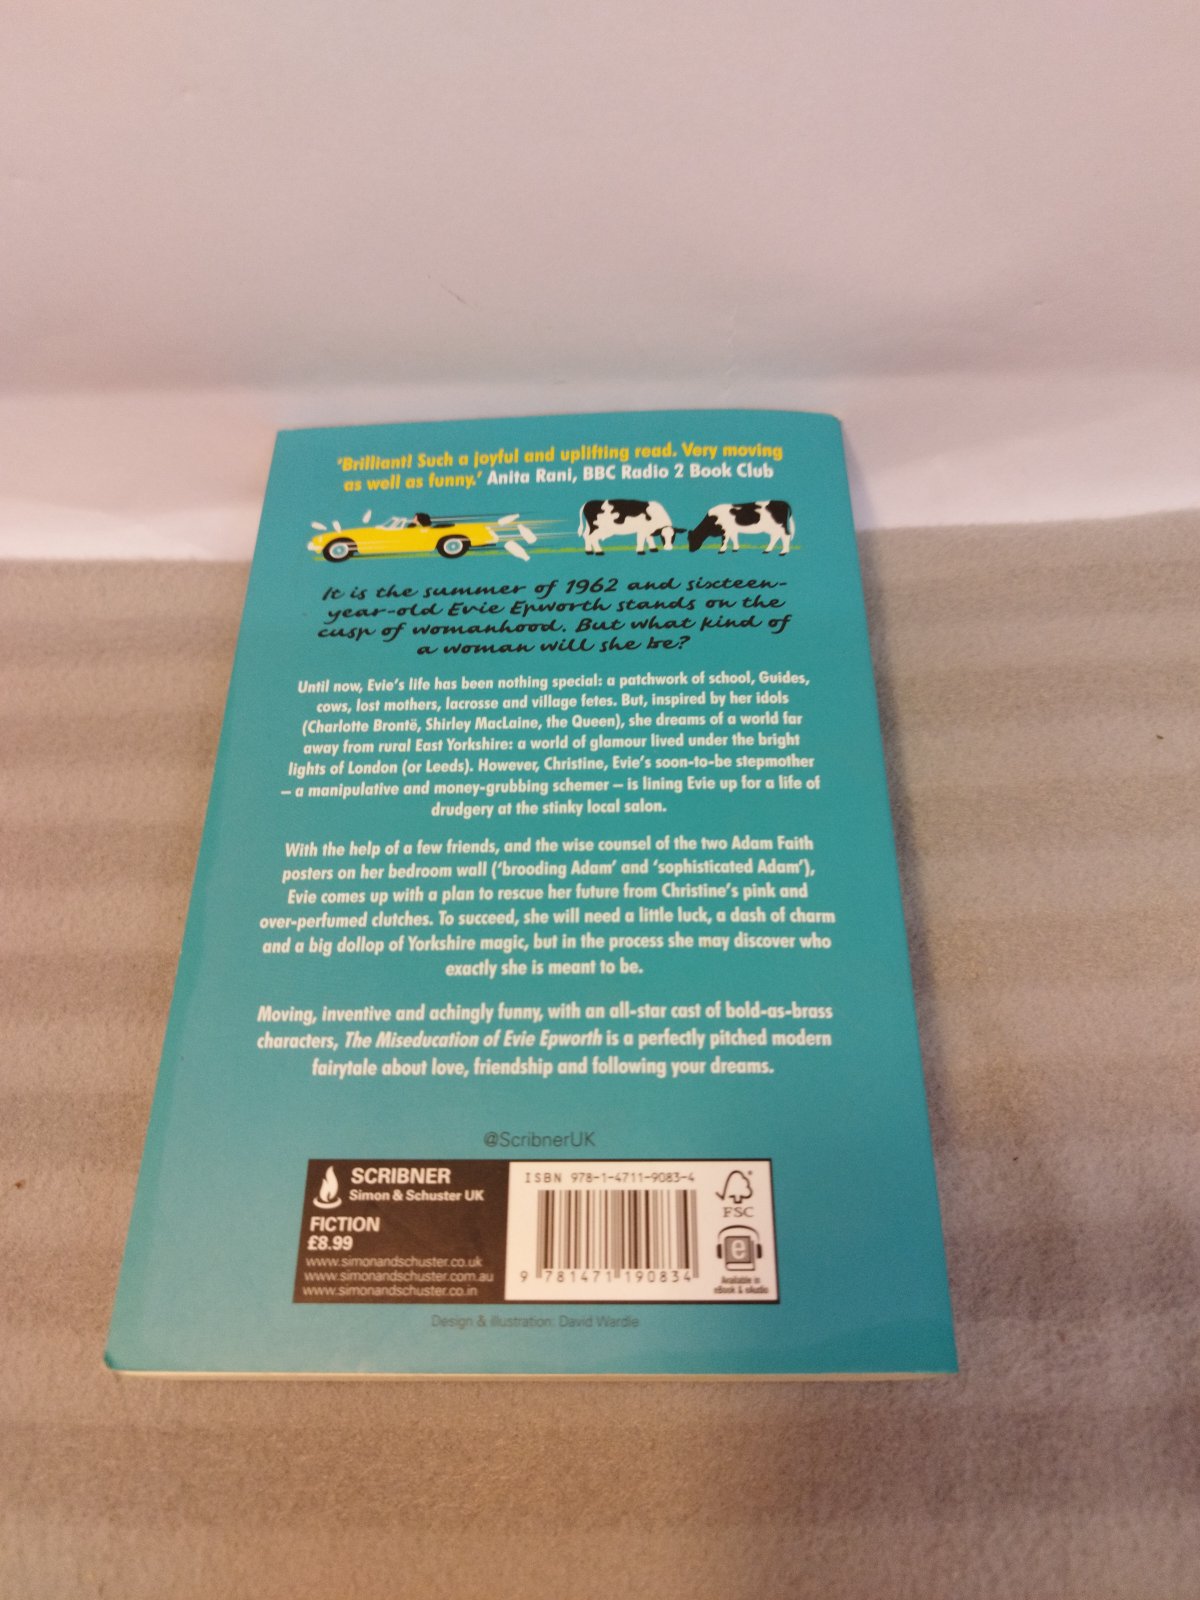 'Brilliant! Such a joyful and uplifting read. Very moving
as well as funny.' Anita Rani, BBC Radio 2 Book Club
It is the summer of 1962 and sixteen-
year-old Evie Epworth stands on the
cusp of womanhood. But what kind of
a woman will she be?
Until now, Evie's life has been nothing special: a patchwork of school, Guides,
cows, lost mothers, lacrosse and village fetes. But, inspired by her idols
(Charlotte Brontë, Shirley MacLaine, the Queen), she dreams of a world far
away from rural East Yorkshire: a world of glamour lived under the bright
lights of London (or Leeds). However, Christine, Evie's soon-to-be stepmother
– a manipulative and money-grubbing schemer – is lining Evie up for a life of
drudgery at the stinky local salon.
With the help of a few friends, and the wise counsel of the two Adam Faith
posters on her bedroom wall ('brooding Adam' and 'sophisticated Adam'),
Evie comes up with a plan to rescue her future from Christine's pink and
over-perfumed clutches. To succeed, she will need a little luck, a dash of charm
and a big dollop of Yorkshire magic, but in the process she may discover who
exactly she is meant to be.
Moving, inventive and achingly funny, with an all-star cast of bold-as-brass
characters, The Miseducation of Evie Epworth is a perfectly pitched modern
fairytale about love, friendship and following your dreams.
@ScribnerUK
SCRIBNER
Simon & Schuster UK
FICTION
£8.99
www.simonandschuster.co.uk
www.simonandschuster.com.au
www.simonandschuster.co.in
ISBN 978-1-4711-9083-4
9 781471 190834
FSC
e
Available in
eBook & eAudio
Design & illustration: David Wardle